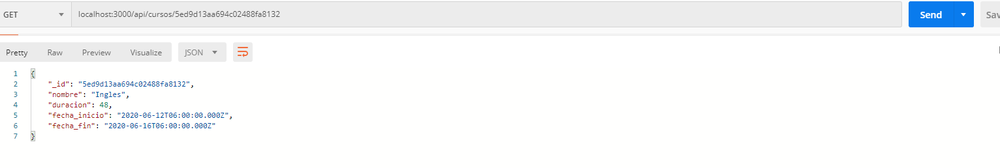 GET localhost:3000/api/cursos/5ed9d13aa694c02488fa8132 Send Sav
Pretty Raw Preview Visualize JSON
1 {
2 "_id": "5ed9d13aa694c02488fa8132",
3 "nombre": "Ingles",
4 "duracion": 48,
5 "fecha_inicio": "2020-06-12T06:00:00.000Z",
6 "fecha_fin": "2020-06-16T06:00:00.000Z"
7 }